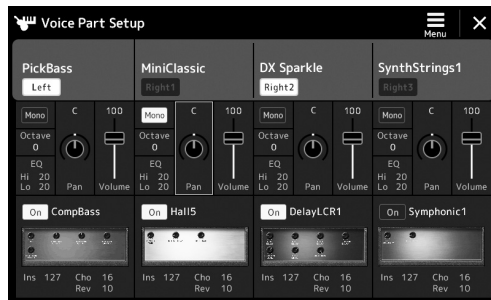 Voice Part Setup
Menu
PickBass
Left
MiniClassic
Right1
DX Sparkle
Right2
SynthStrings1
Right3
Mono
Octave
0
EQ
Hi 20
Lo 20
C
Pan
100
Volume
Mono
Octave
0
EQ
Hi 20
Lo 20
C
Pan
100
Volume
Mono
Octave
0
EQ
Hi 20
Lo 20
C
Pan
100
Volume
Mono
Octave
0
EQ
Hi 20
Lo 20
C
Pan
100
Volume
On CompBass
Ins 127 Cho 16
Rev 10
On Hall5
Ins 127 Cho 16
Rev 10
On DelayLCR1
Ins 127 Cho 16
Rev 10
On Symphonic1
Ins 127 Cho 16
Rev 10